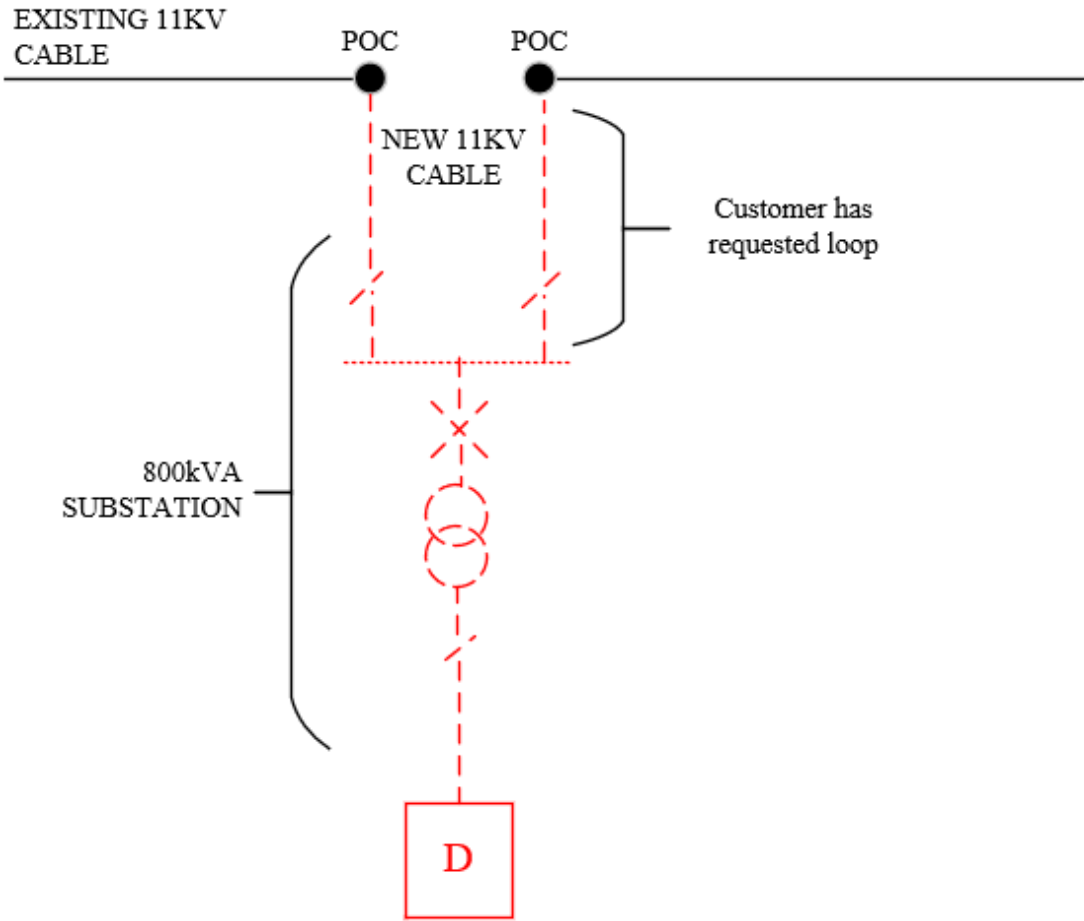 EXISTING 11KV
CABLE
POC
POC
NEW 11KV
CABLE
Customer has
requested loop
800kVA
SUBSTATION
D